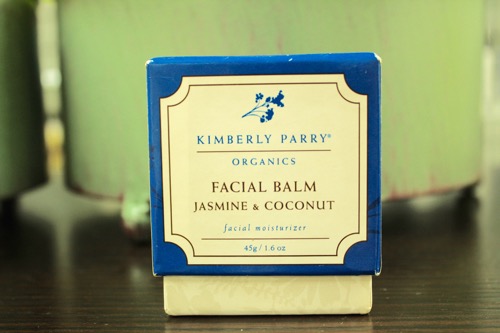 KIMBERLY PARRY®
ORGANICS
FACIAL BALM
JASMINE & COCONUT
facial moisturizer
45g / 1.6 oz